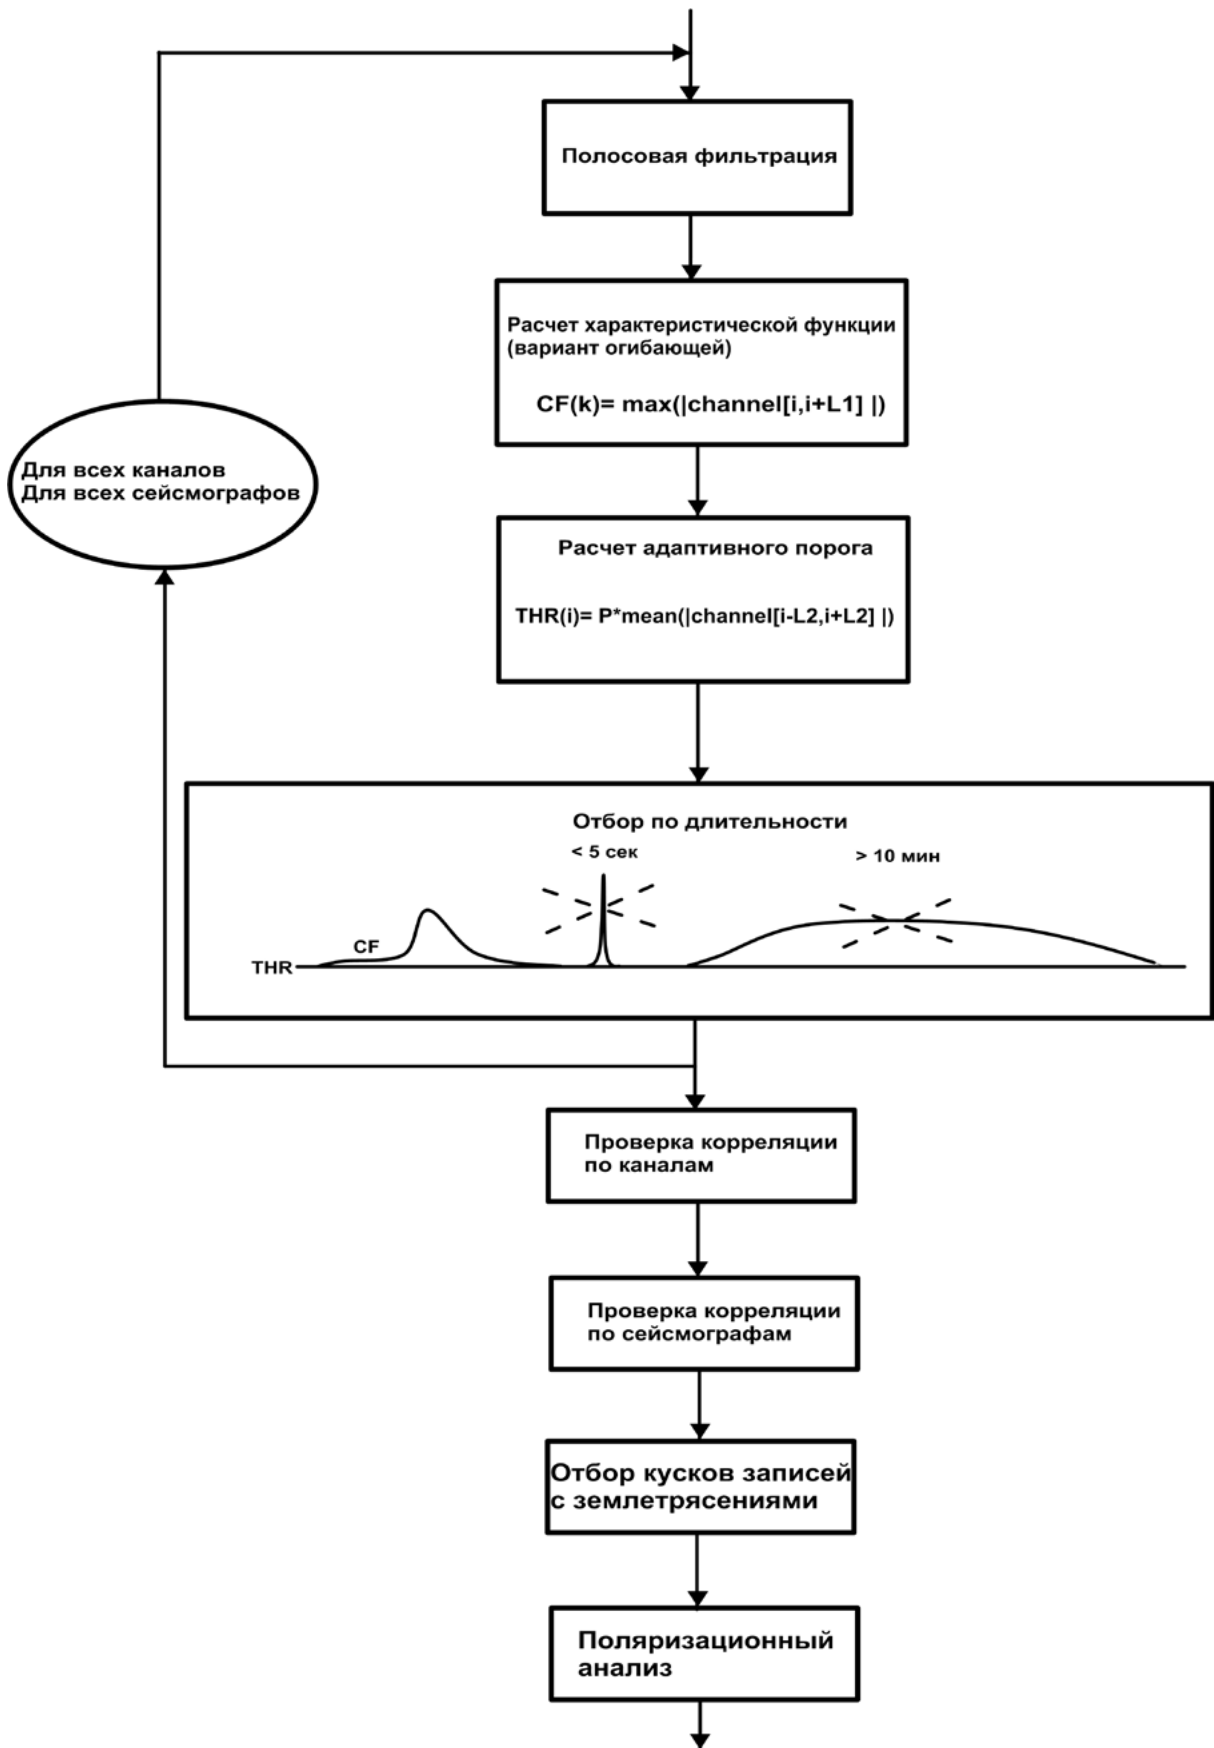 Полосовая фильтрация
Расчет характеристической функции
(вариант огибающей)
CF(k)= max(|channel[i,i+L1] |)
Для всех каналов
Для всех сейсмографов
Расчет адаптивного порога
THR(i)= P*mean(|channel[i-L2,i+L2] |)
Отбор по длительности
< 5 сек
> 10 мин
CF
THR
Проверка корреляции
по каналам
Проверка корреляции
по сейсмографам
Отбор кусков записей
с землетрясениями
Поляризационный
анализ